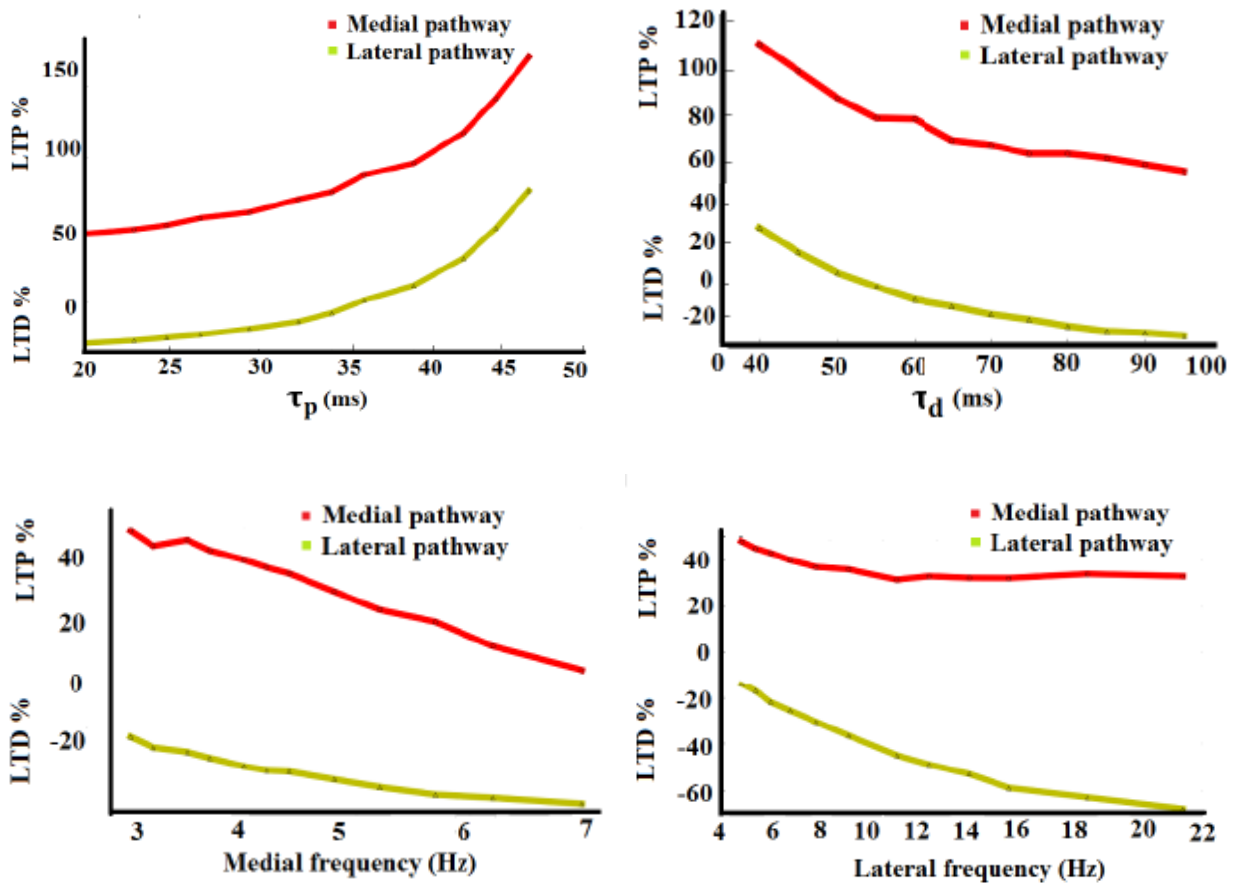 Medial pathway
Lateral pathway
LTP %
LTD %
150
100
50
0
20 25 30 35 40 45 50
τp (ms)
Medial pathway
Lateral pathway
LTP %
LTD %
120
100
80
60
40
20
0
-20
0 40 50 60 70 80 90 100
τd (ms)
Medial pathway
Lateral pathway
LTP %
LTD %
40
20
0
-20
3 4 5 6 7
Medial frequency (Hz)
Medial pathway
Lateral pathway
LTP %
LTD %
40
20
0
-20
-40
-60
4 6 8 10 12 14 16 18 20 22
Lateral frequency (Hz)